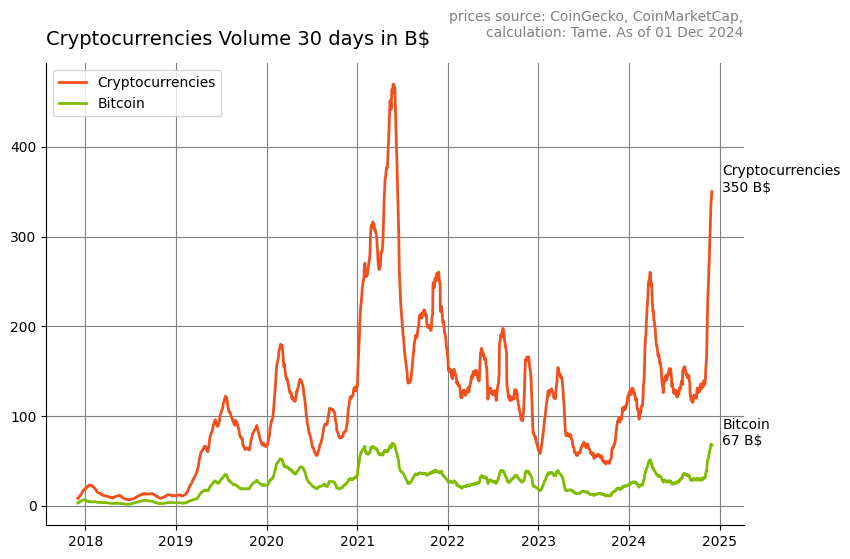 prices source: CoinGecko, CoinMarketCap,
calculation: Tame. As of 01 Dec 2024
Cryptocurrencies Volume 30 days in B$
Cryptocurrencies
Bitcoin
400
300
200
100
0
Cryptocurrencies
350 B$
Bitcoin
67 B$
2018 2019 2020 2021 2022 2023 2024 2025